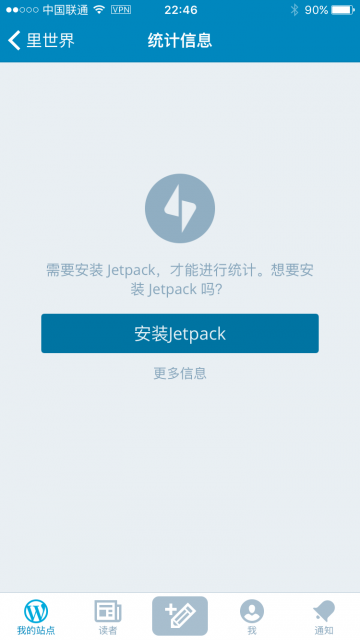 中国联通 VPN 22:46 90%
里世界 统计信息
需要安装 Jetpack，才能进行统计。想要安
装 Jetpack 吗？
安装Jetpack
更多信息
我的站点 读者 我 通知